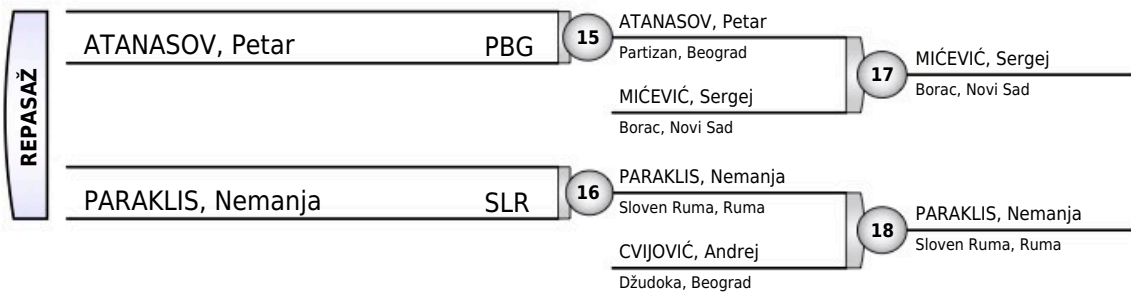 REPASAŽ
ATANASOV, Petar PBG
15
ATANASOV, Petar
Partizan, Beograd
MIĆEVIĆ, Sergej
Borac, Novi Sad
17
MIĆEVIĆ, Sergej
Borac, Novi Sad
PARAKLIS, Nemanja SLR
16
PARAKLIS, Nemanja
Sloven Ruma, Ruma
CVIJOVIĆ, Andrej
Džudoka, Beograd
18
PARAKLIS, Nemanja
Sloven Ruma, Ruma